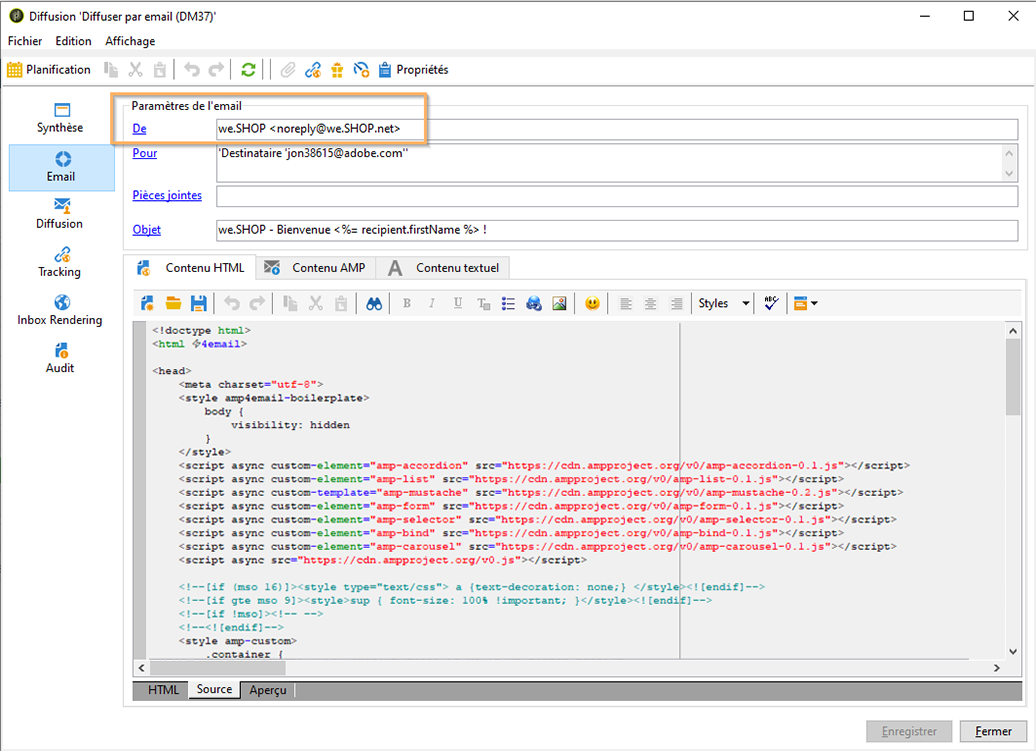 Diffusion 'Diffuser par email (DM37)'
Fichier Edition Affichage
Planification Propriétés
Synthèse
Email
Diffusion
Tracking
Inbox Rendering
Audit
Paramètres de l'email
De we.SHOP <noreply@we.SHOP.net>
Pour 'Destinataire 'jon38615@adobe.com''
Pièces jointes
Objet we.SHOP - Bienvenue <%= recipient.firstName %> !
Contenu HTML Contenu AMP Contenu textuel
B I U Styles ABC
<!doctype html>
<html ⚡4email>
<head>
<meta charset="utf-8">
<style amp4email-boilerplate>
body {
visibility: hidden
}
</style>
<script async custom-element="amp-accordion" src="https://cdn.ampproject.org/v0/amp-accordion-0.1.js"></script>
<script async custom-element="amp-list" src="https://cdn.ampproject.org/v0/amp-list-0.1.js"></script>
<script async custom-template="amp-mustache" src="https://cdn.ampproject.org/v0/amp-mustache-0.2.js"></script>
<script async custom-element="amp-form" src="https://cdn.ampproject.org/v0/amp-form-0.1.js"></script>
<script async custom-element="amp-selector" src="https://cdn.ampproject.org/v0/amp-selector-0.1.js"></script>
<script async custom-element="amp-bind" src="https://cdn.ampproject.org/v0/amp-bind-0.1.js"></script>
<script async custom-element="amp-carousel" src="https://cdn.ampproject.org/v0/amp-carousel-0.1.js"></script>
<script async src="https://cdn.ampproject.org/v0.js"></script>
<!--[if (mso 16)]><style type="text/css"> a {text-decoration: none;} </style><![endif]-->
<!--[if gte mso 9]><style>sup { font-size: 100% !important; }</style><![endif]-->
<!--[if !mso]><!-- -->
<!--<![endif]-->
<style amp-custom>
.container {
HTML Source Aperçu
Enregistrer Fermer